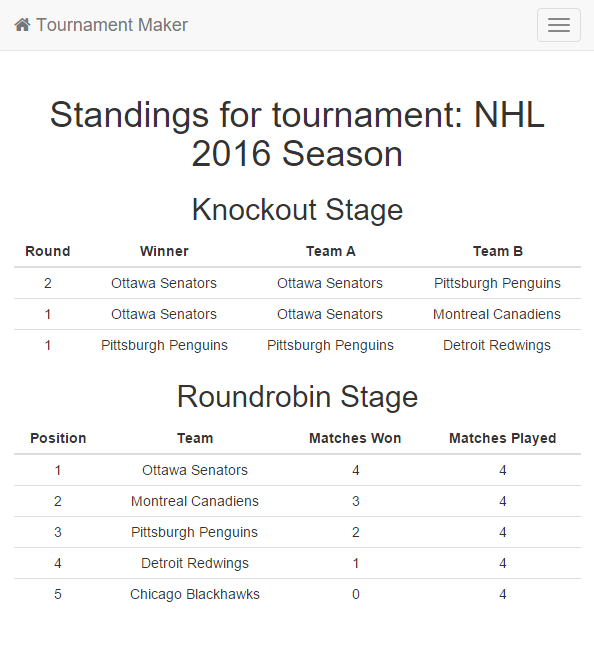 Tournament Maker
Standings for tournament: NHL
2016 Season
Knockout Stage
Round Winner Team A Team B
2 Ottawa Senators Ottawa Senators Pittsburgh Penguins
1 Ottawa Senators Ottawa Senators Montreal Canadiens
1 Pittsburgh Penguins Pittsburgh Penguins Detroit Redwings
Roundrobin Stage
Position Team Matches Won Matches Played
1 Ottawa Senators 4 4
2 Montreal Canadiens 3 4
3 Pittsburgh Penguins 2 4
4 Detroit Redwings 1 4
5 Chicago Blackhawks 0 4